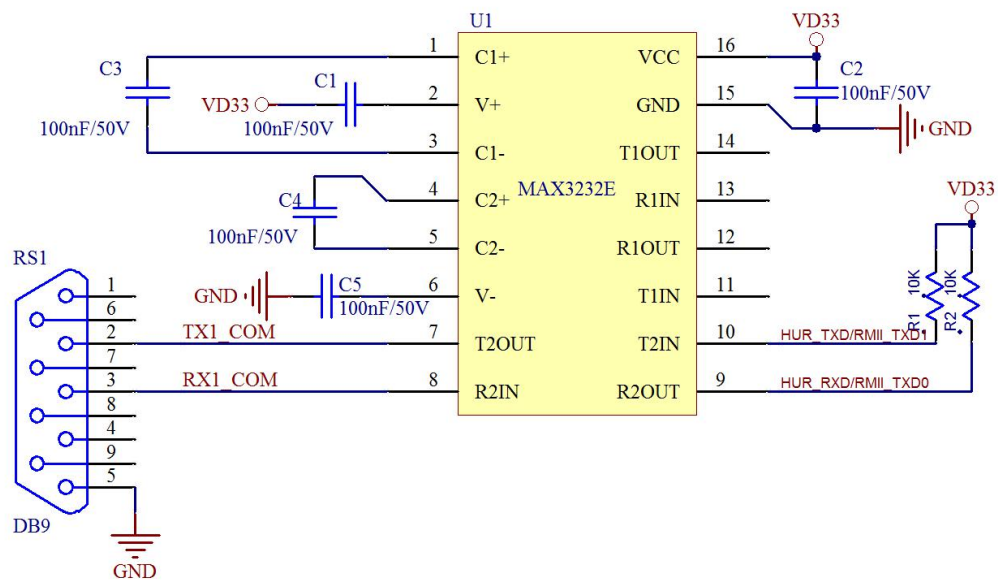 U1
VD33
1
C1+
VCC
16
C3
C1
C2
VD33
2
V+
GND
15
100nF/50V
100nF/50V
100nF/50V
GND
3
C1-
T1OUT
14
4
C2+
MAX3232E
R1IN
13
VD33
C4
100nF/50V
5
C2-
R1OUT
12
RS1
C5
GND
6
V-
T1IN
11
R1
10K
R2
10K
100nF/50V
1
6
TX1_COM
7
T2OUT
T2IN
10
HUR_TXD/RMII_TXD1
2
7
RX1_COM
8
R2IN
R2OUT
9
HUR_RXD/RMII_TXD0
3
8
4
9
5
DB9
GND